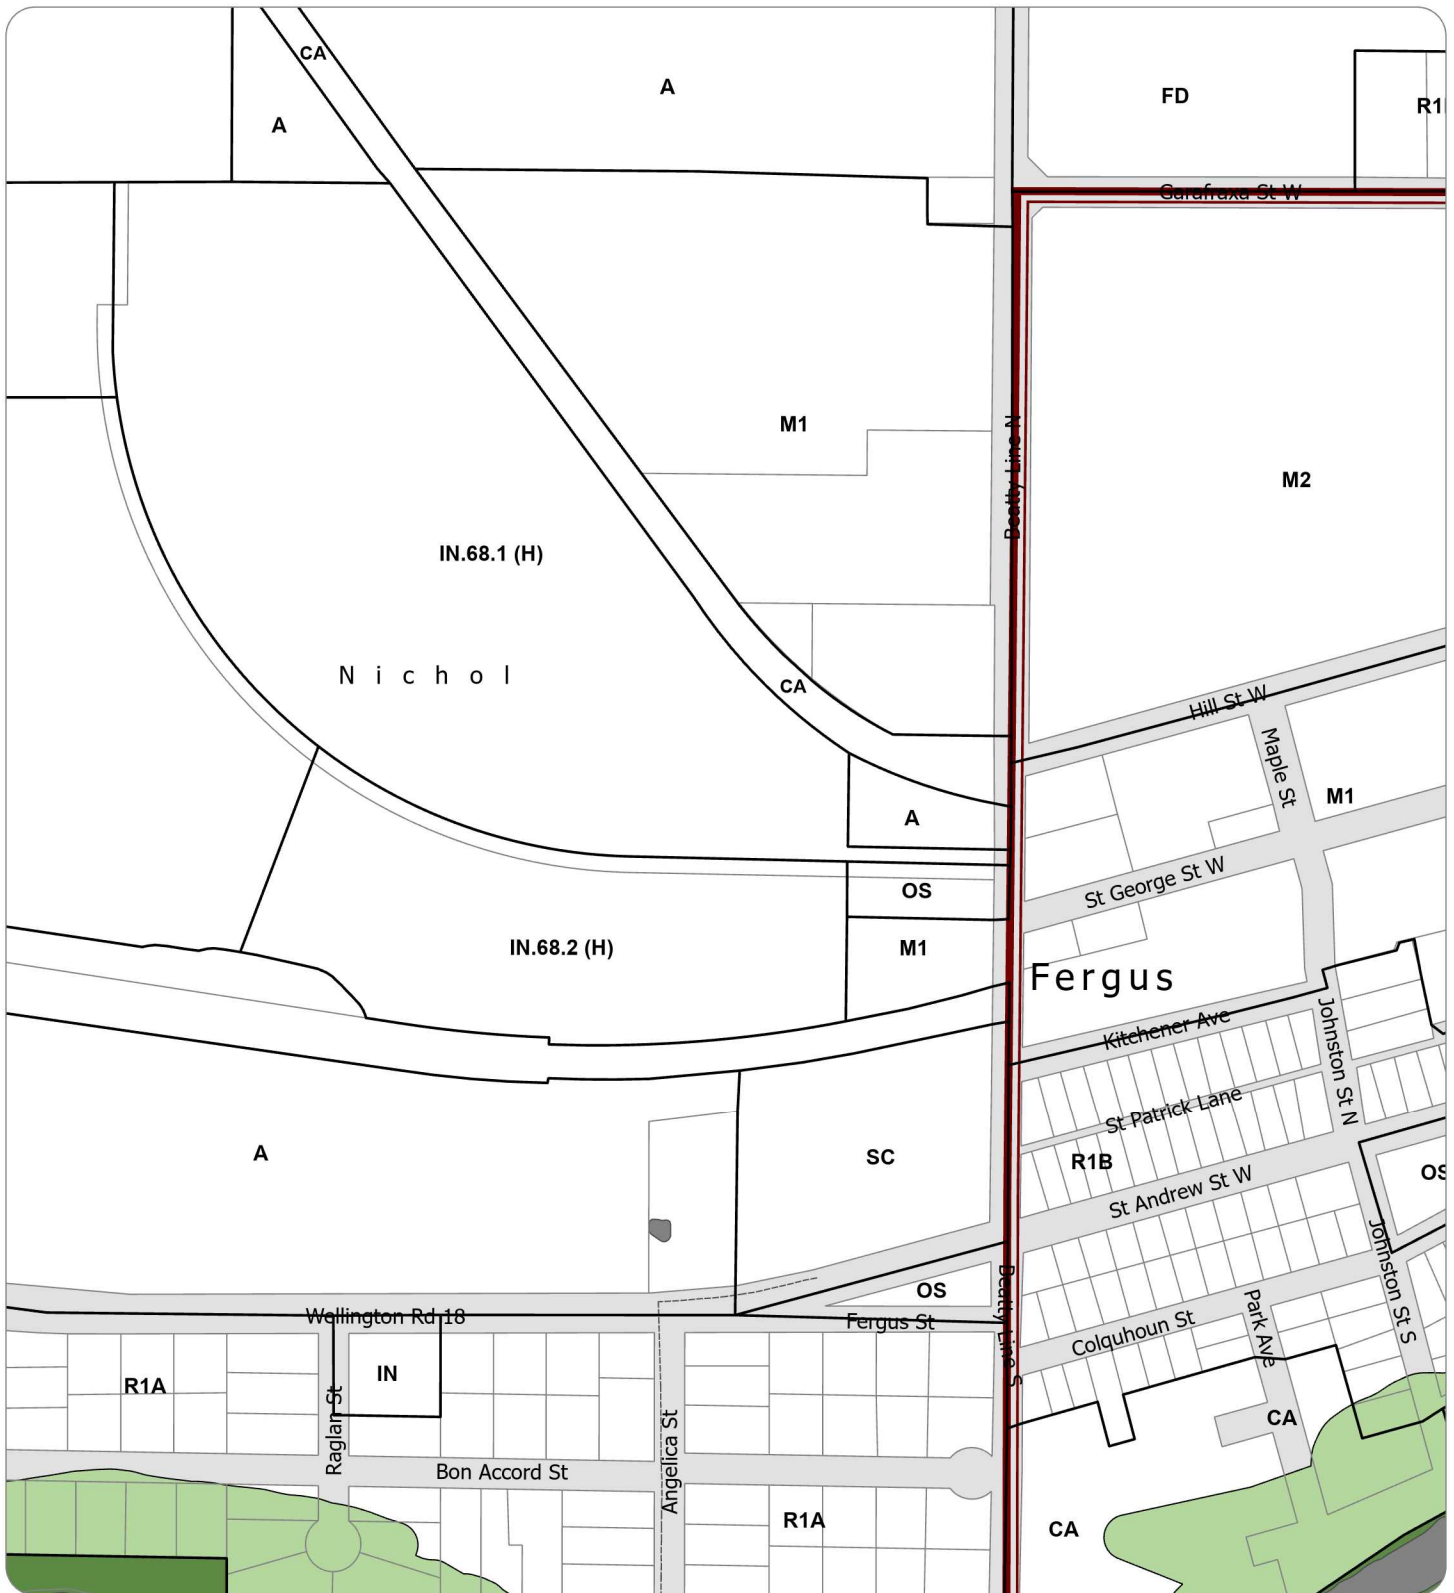 CA
A
A
FD
R1
Garafraxa St W
M1
Beatty Line N
M2
IN.68.1 (H)
Nichol
CA
Hill St W
Maple St
M1
A
St George St W
OS
IN.68.2 (H)
M1
Fergus
Kitchener Ave
Johnston St N
St Patrick Lane
A
SC
R1B
St Andrew St W
OS
OS
Beatty Line S
Johnston St S
Wellington Rd 18
Fergus St
Colquhoun St
Park Ave
IN
R1A
Raglan St
Angelica St
CA
Bon Accord St
R1A
CA